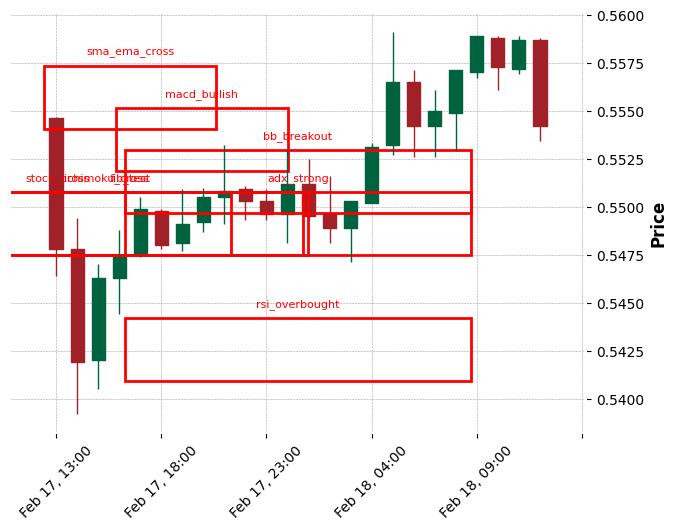 sma_ema_cross
macd_bullish
bb_breakout
adx_strong
rsi_overbought
0.5600
0.5575
0.5550
0.5525
0.5500
0.5475
0.5450
0.5425
0.5400
Price
Feb 17, 13:00
Feb 17, 18:00
Feb 17, 23:00
Feb 18, 04:00
Feb 18, 09:00